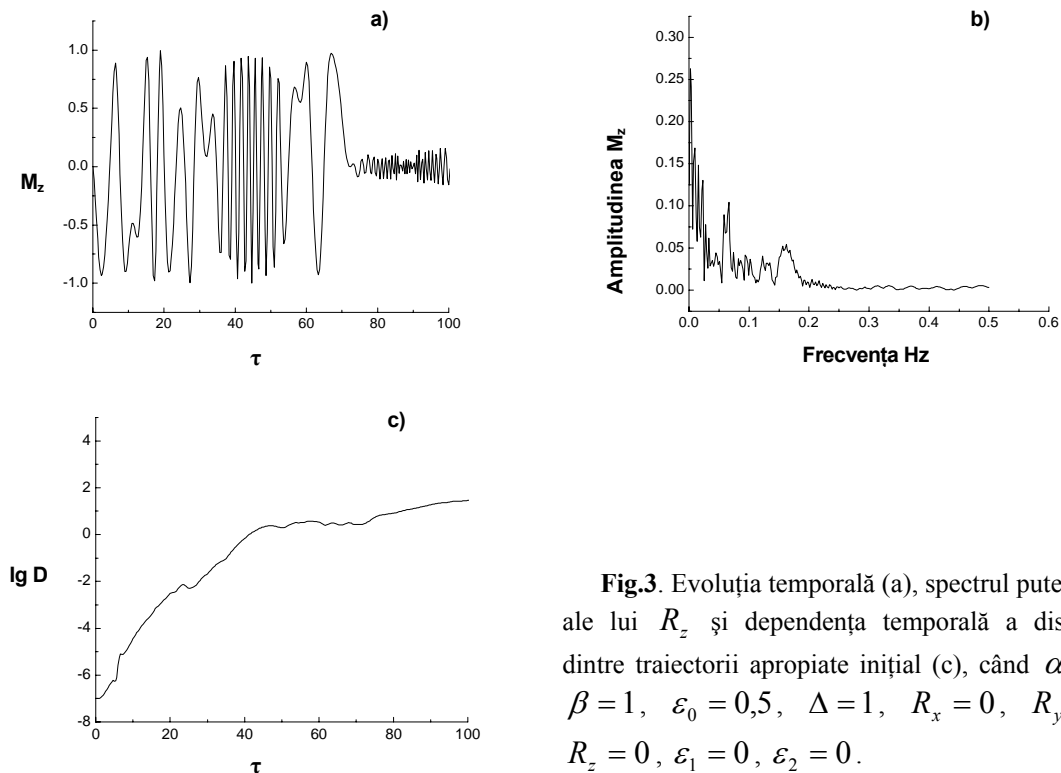 a)
1.0
0.5
0.0
-0.5
-1.0
M_z
0 20 40 60 80 100
τ
b)
0.30
0.25
0.20
0.15
0.10
0.05
0.00
Amplitudinea M_z
0.0 0.1 0.2 0.3 0.4 0.5 0.6
Frecvența Hz
c)
4
2
0
-2
-4
-6
-8
lg D
0 20 40 60 80 100
τ
Fig.3. Evoluția temporală (a), spectrul pute
ale lui R_z și dependența temporală a dis
dintre traiectorii apropiate inițial (c), când α
β = 1, ε_0 = 0,5, Δ = 1, R_x = 0, R_y
R_z = 0, ε_1 = 0, ε_2 = 0.